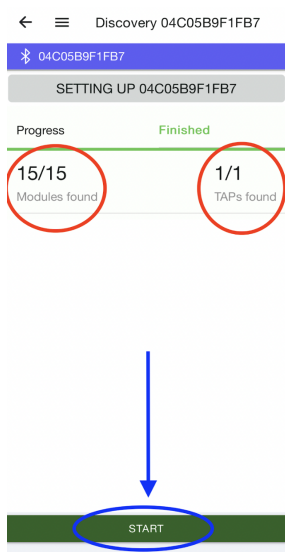 Discovery 04C05B9F1FB7
04C05B9F1FB7
SETTING UP 04C05B9F1FB7
Progress Finished
15/15 1/1
Modules found TAPs found
START